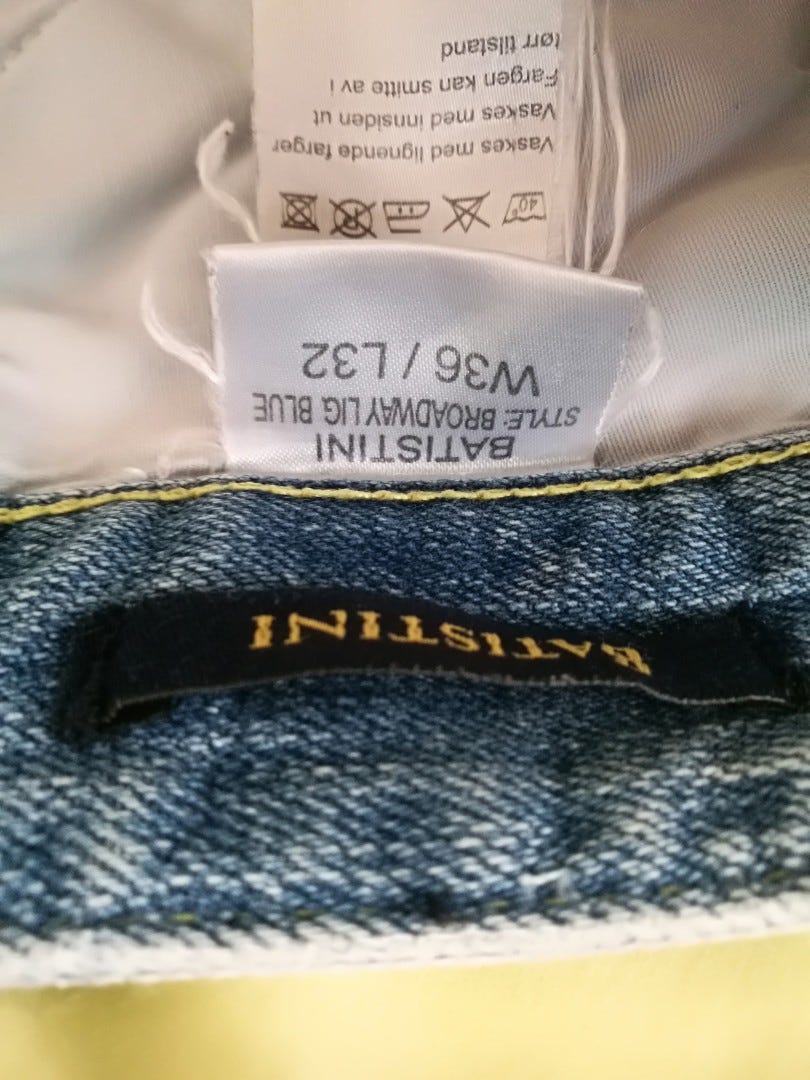 BATISTINI
BATISTINI
STYLE: BROADWAY LIG BLUE
W36 / L32
40°
Vaskes med lignende farger
Vaskes med innsiden ut
Fargen kan smitte av i
tørr tilstand